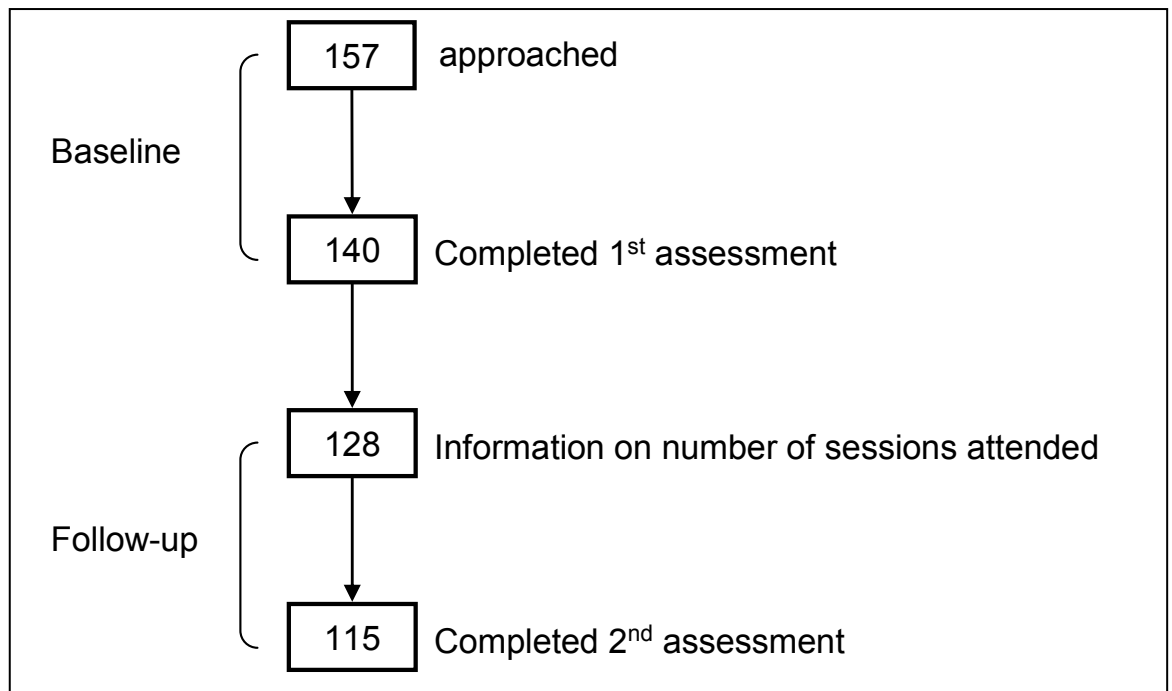 157 approached
Baseline
140 Completed 1st assessment
128 Information on number of sessions attended
Follow-up
115 Completed 2nd assessment